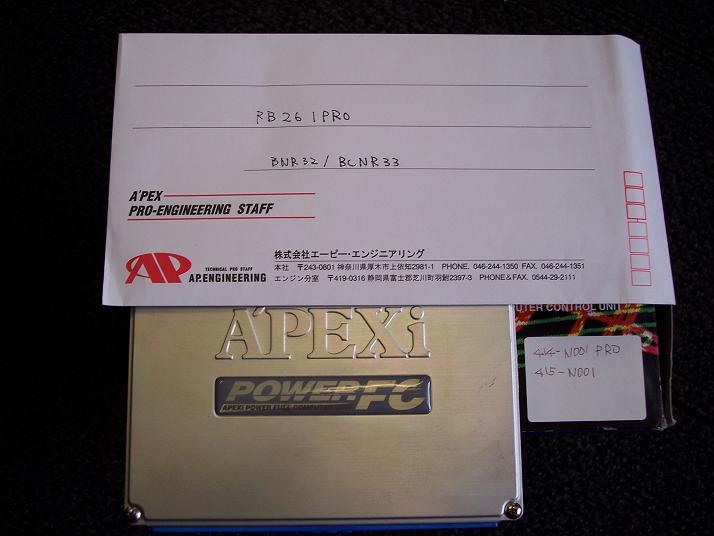 RB26 1PRO
BNR32 / BCNR33
A'PEX
PRO-ENGINEERING STAFF
AP TECHNICAL PRO STAFF
AP.ENGINEERING
株式会社エーピー・エンジニアリング
本社 〒243-0801 神奈川県厚木市上依知2981-1 PHONE. 046-244-1350 FAX. 046-244-1351
エンジン分室 〒419-0316 静岡県富士郡芝川町羽鮒2397-3 PHONE&FAX. 0544-29-2111
A'PEXi
POWER FC
APEXi POWER FULL COMPUTER
UTER CONTROL UNIT
414-N001 PRO
415-N001